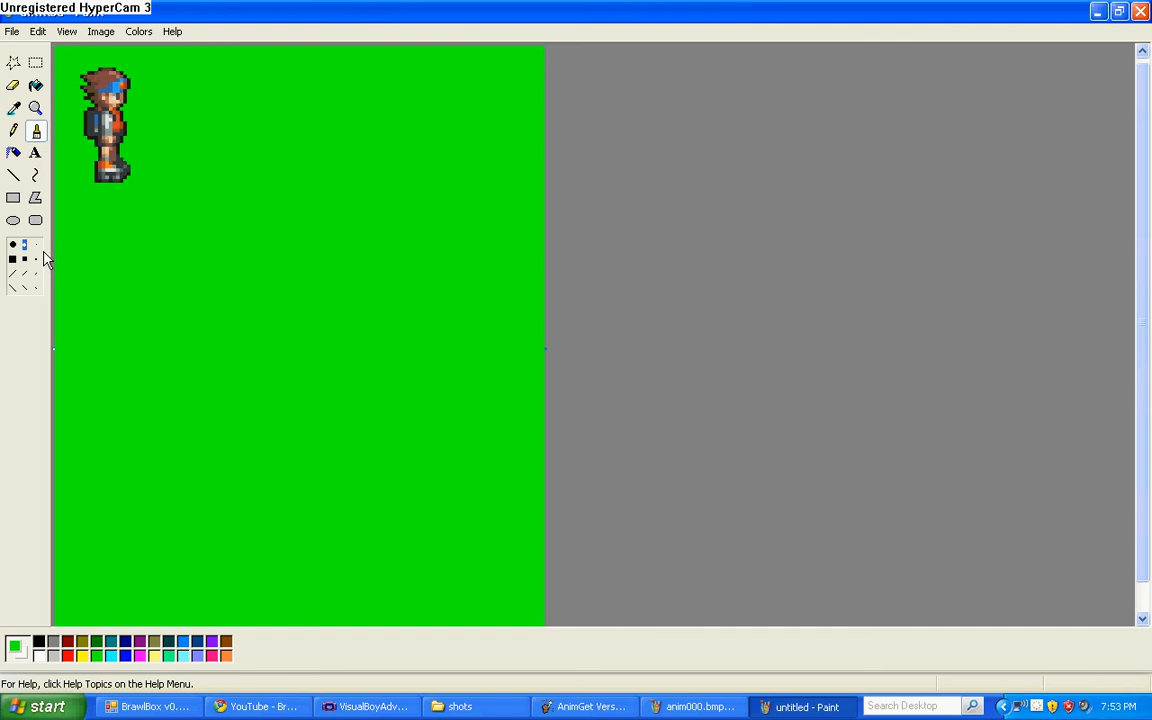 Unregistered HyperCam 3
File Edit View Image Colors Help
A
For Help, click Help Topics on the Help Menu.
start BrawlBox v0.... YouTube - Br... VisualBoyAdv... shots AnimGet Vers... anim000.bmp... untitled - Paint Search Desktop 7:53 PM